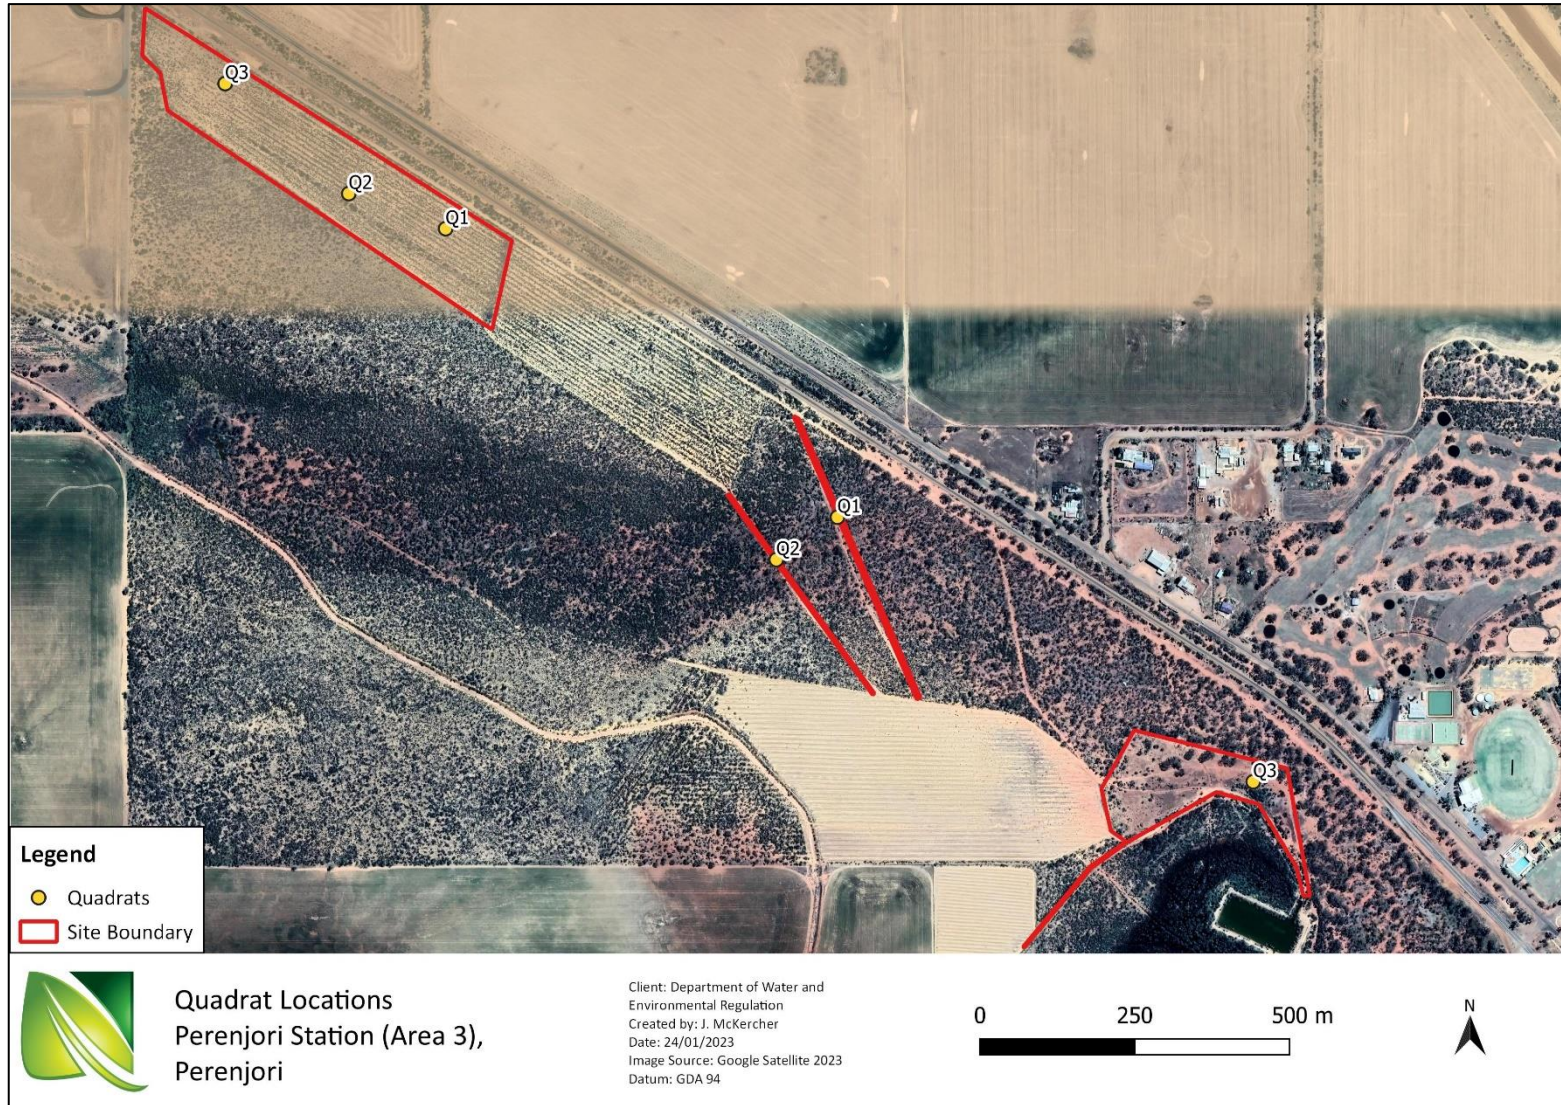 Q3
Q2
Q1
Q1
Q2
Q3
Legend
Quadrats
Site Boundary
Quadrat Locations
Perenjori Station (Area 3),
Perenjori
Client: Department of Water and
Environmental Regulation
Created by: J. McKercher
Date: 24/01/2023
Image Source: Google Satellite 2023
Datum: GDA 94
0 250 500 m
N